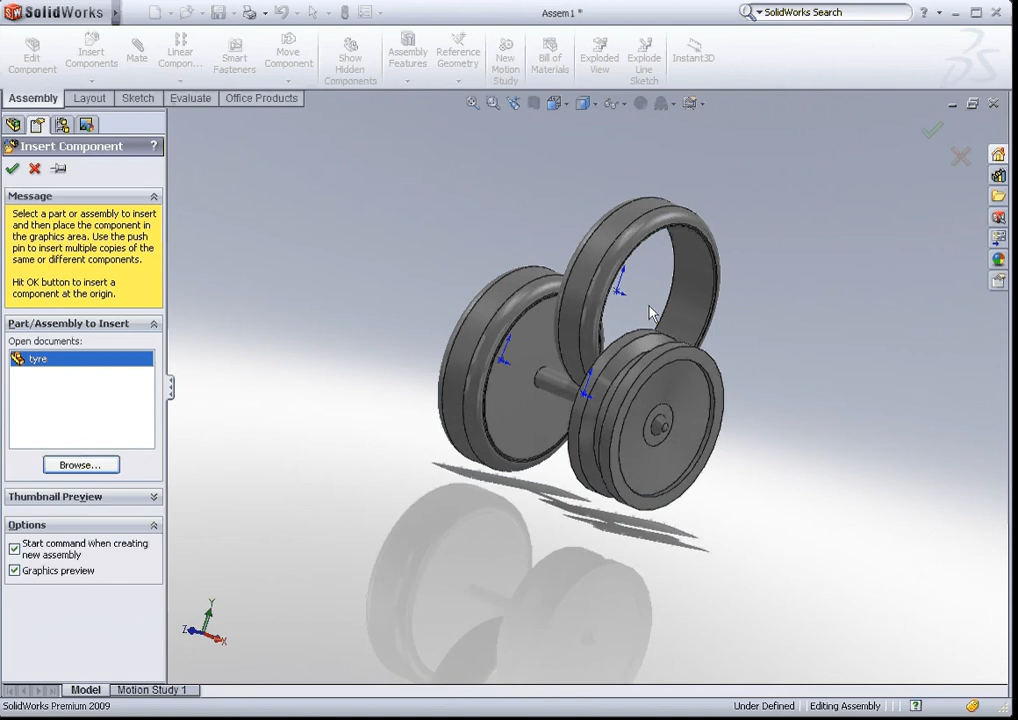 SolidWorks
Assem1 *
SolidWorks Search
?
Edit
Component
Insert
Components
Mate
Linear
Compon...
Smart
Fasteners
Move
Component
Show
Hidden
Components
Assembly
Features
Reference
Geometry
New
Motion
Study
Bill of
Materials
Exploded
View
Explode
Line
Sketch
Instant3D
Assembly
Layout
Sketch
Evaluate
Office Products
Insert Component
?
Message
Select a part or assembly to insert
and then place the component in
the graphics area. Use the push
pin to insert multiple copies of the
same or different components.
Hit OK button to insert a
component at the origin.
Part/Assembly to Insert
Open documents:
tyre
Browse...
Thumbnail Preview
Options
Start command when creating
new assembly
Graphics preview
Y
Z
X
Model
Motion Study 1
SolidWorks Premium 2009
Under Defined
Editing Assembly
?